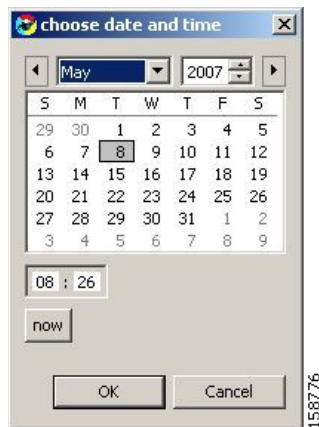 choose date and time
May 2007
S M T W T F S
29 30 1 2 3 4 5
6 7 8 9 10 11 12
13 14 15 16 17 18 19
20 21 22 23 24 25 26
27 28 29 30 31 1 2
3 4 5 6 7 8 9
08 : 26
now
OK Cancel
158776